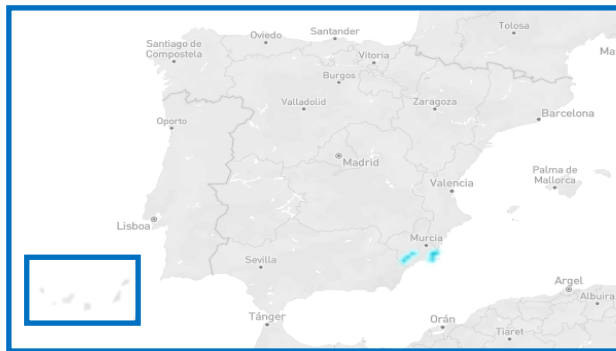 Tolosa
Santander
Oviedo
Santiago de
Compostela
Vitoria
Ma
Burgos
Valladolid
Zaragoza
Barcelona
Oporto
Madrid
Palma de
Mallorca
Valencia
Lisboa
Murcia
Sevilla
Argel
Albuira
Tánger
Orán
Tiaret